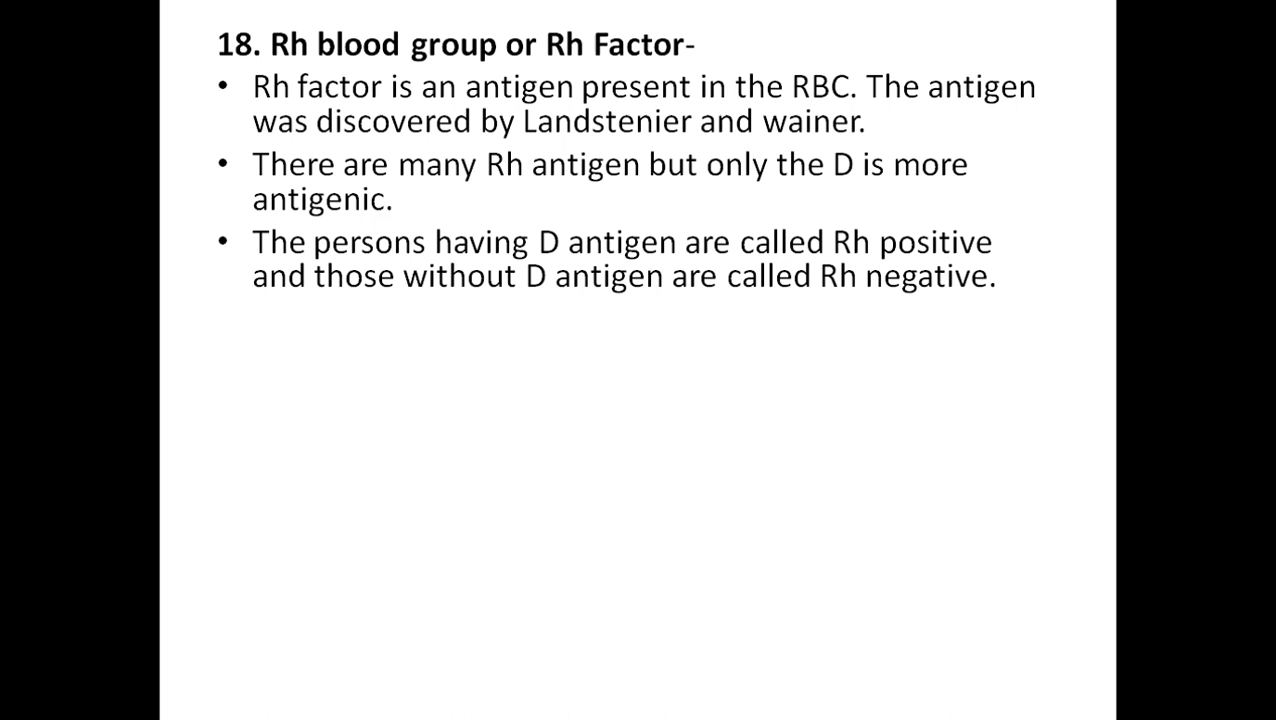 18. Rh blood group or Rh Factor-
• Rh factor is an antigen present in the RBC. The antigen
was discovered by Landstenier and wainer.
• There are many Rh antigen but only the D is more
antigenic.
• The persons having D antigen are called Rh positive
and those without D antigen are called Rh negative.